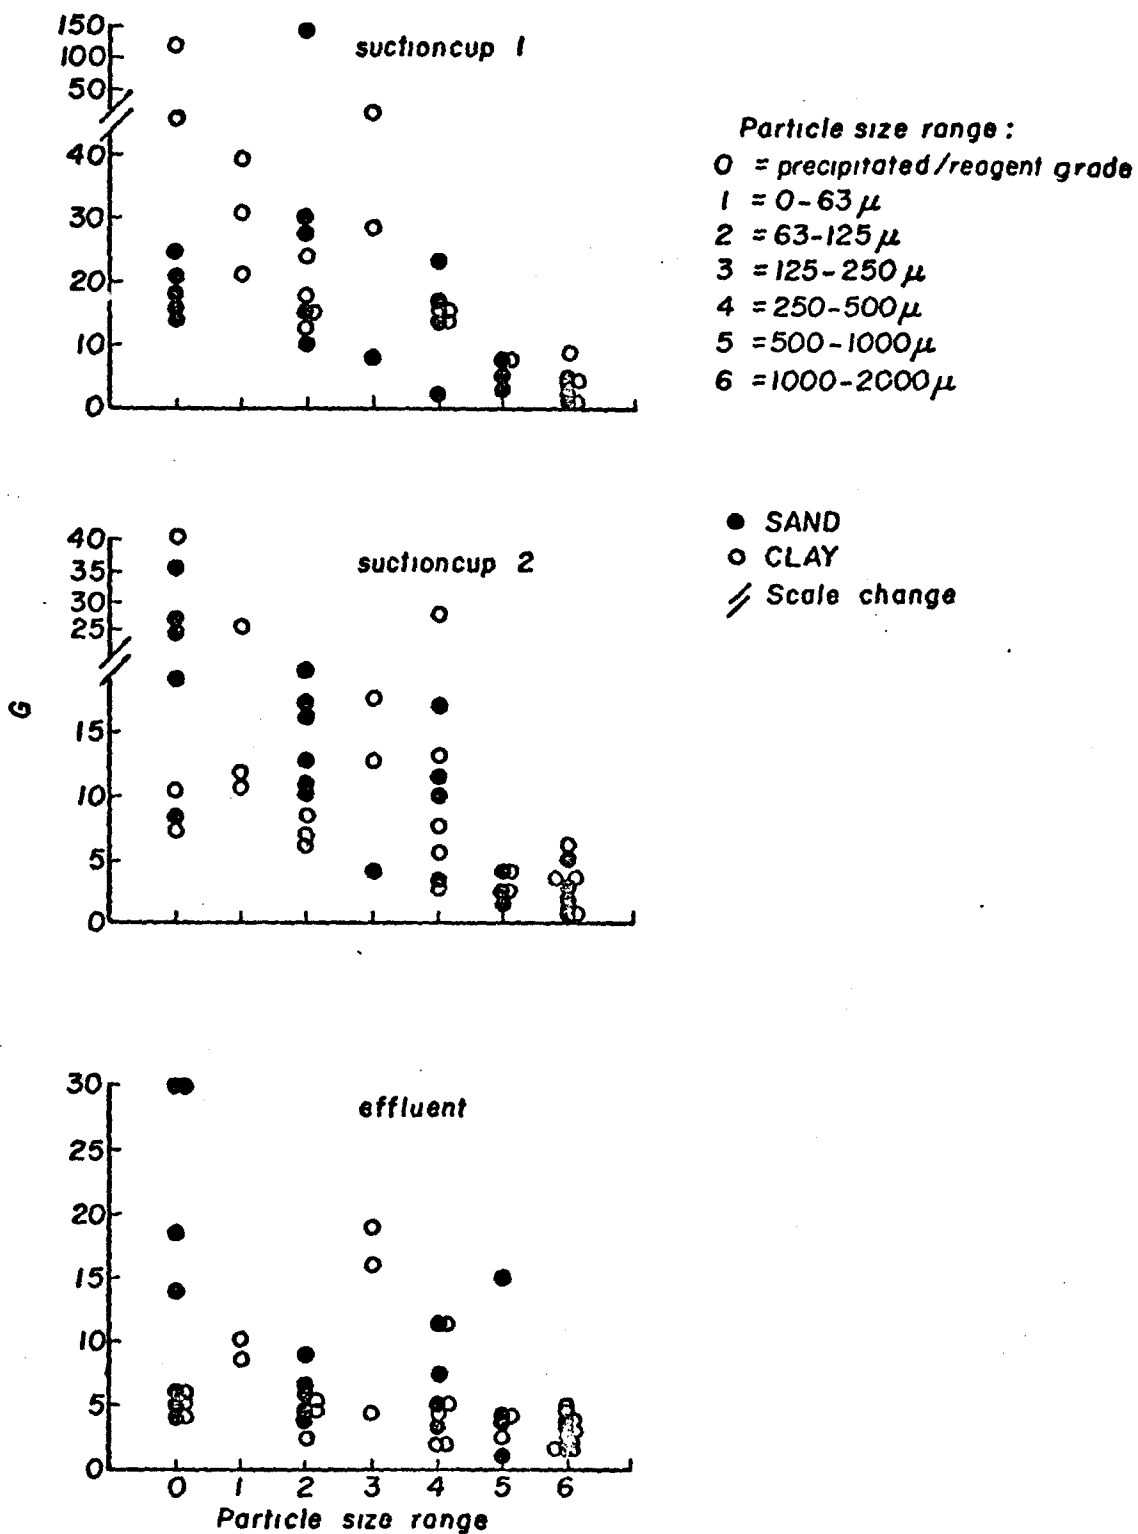 150
100
50
40
30
20
10
0
suctioncup 1
Particle size range :
0 = precipitated/reagent grade
1 = 0-63 μ
2 = 63-125 μ
3 = 125-250 μ
4 = 250-500 μ
5 = 500-1000 μ
6 = 1000-2000 μ
● SAND
○ CLAY
// Scale change
40
35
30
25
15
10
5
0
suctioncup 2
G
30
25
20
15
10
5
0
effluent
0 1 2 3 4 5 6
Particle size range